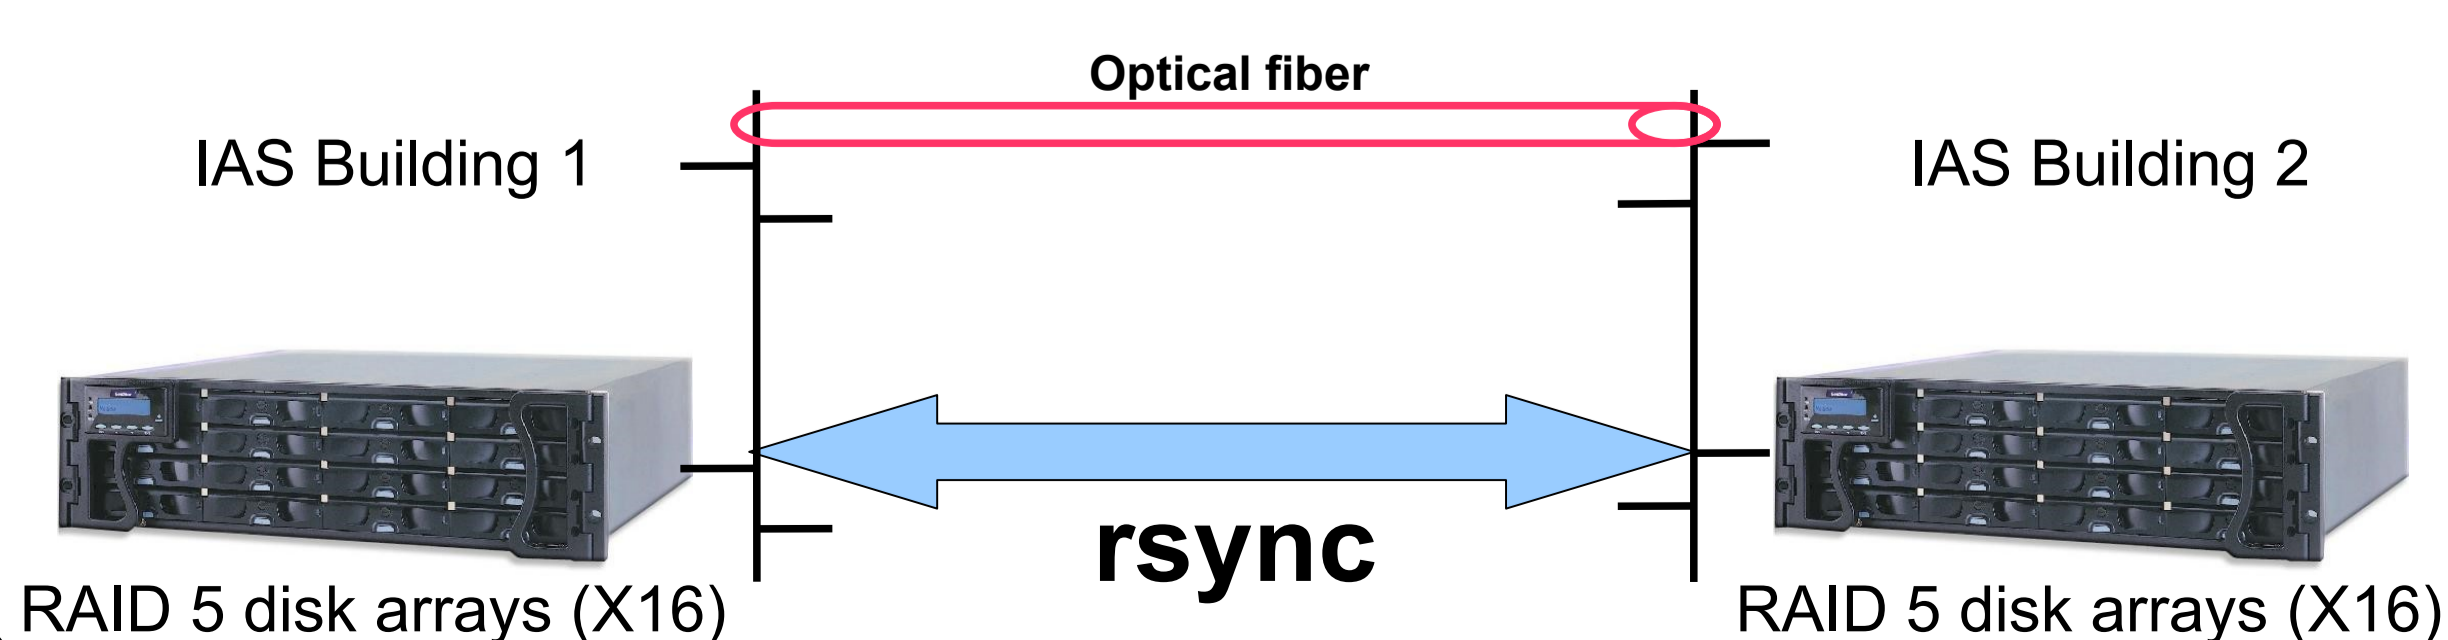 Optical fiber
IAS Building 1
IAS Building 2
rsync
RAID 5 disk arrays (X16)
RAID 5 disk arrays (X16)